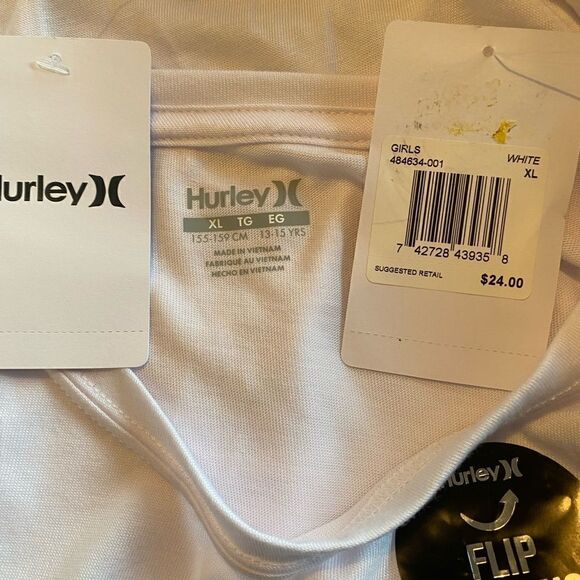 Hurley
Hurley
XL TG EG
155-159 CM 13-15 YRS
MADE IN VIETNAM
FABRIQUÉ AU VIETNAM
HECHO EN VIETNAM
GIRLS
484634-001 WHITE
XL
7 42728 43935 8
SUGGESTED RETAIL $24.00
Hurley
FLIP